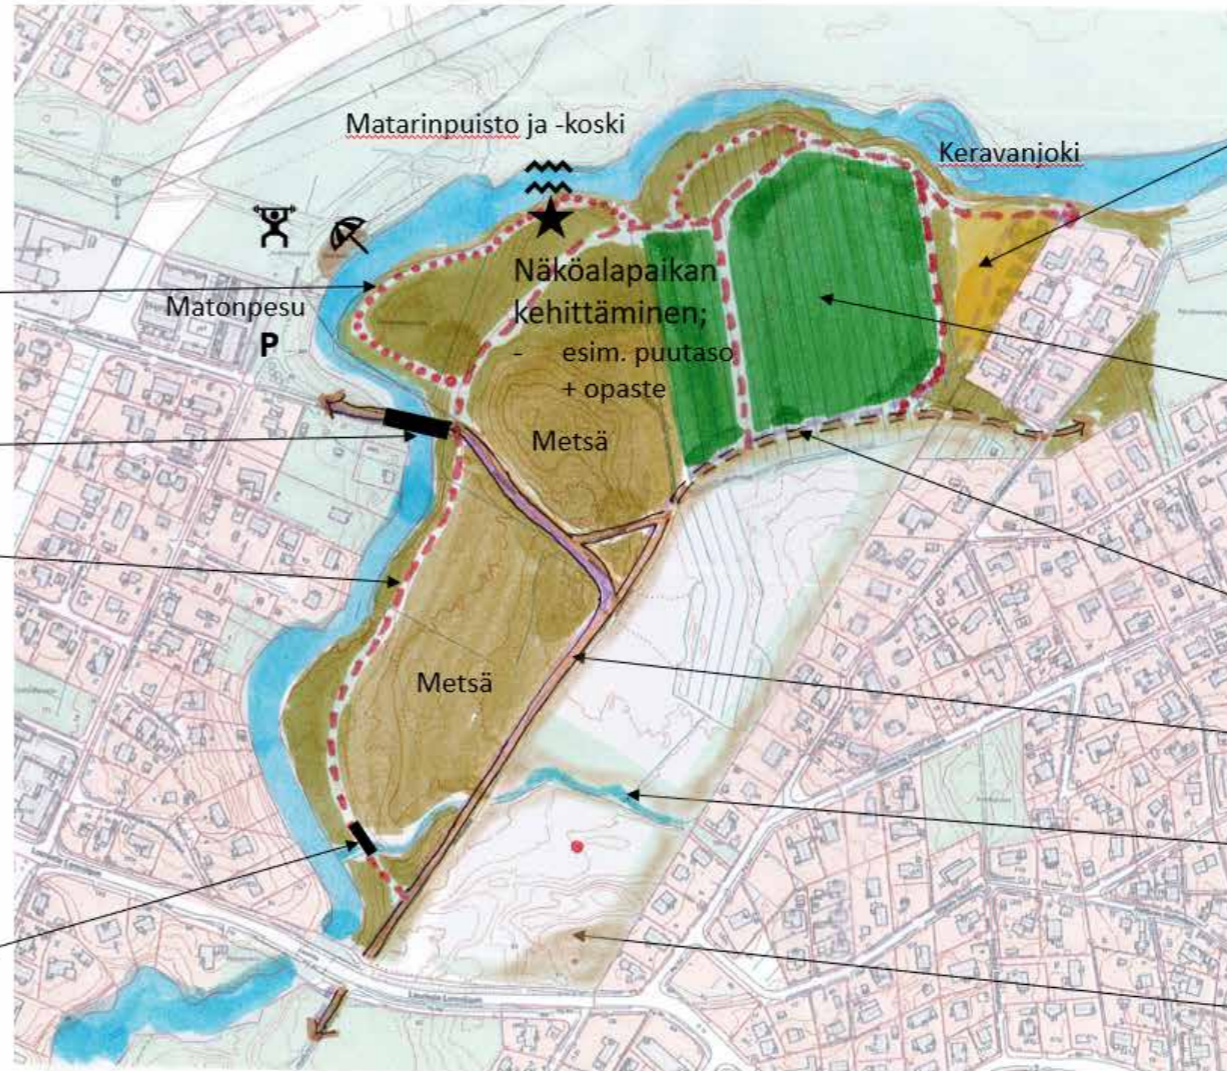 Matarinpuisto ja -koski
Keravanjoki
Matonpesu
P
Näköalapaikan
kehittäminen;
- esim. puutaso
+ opaste
Metsä
Metsä